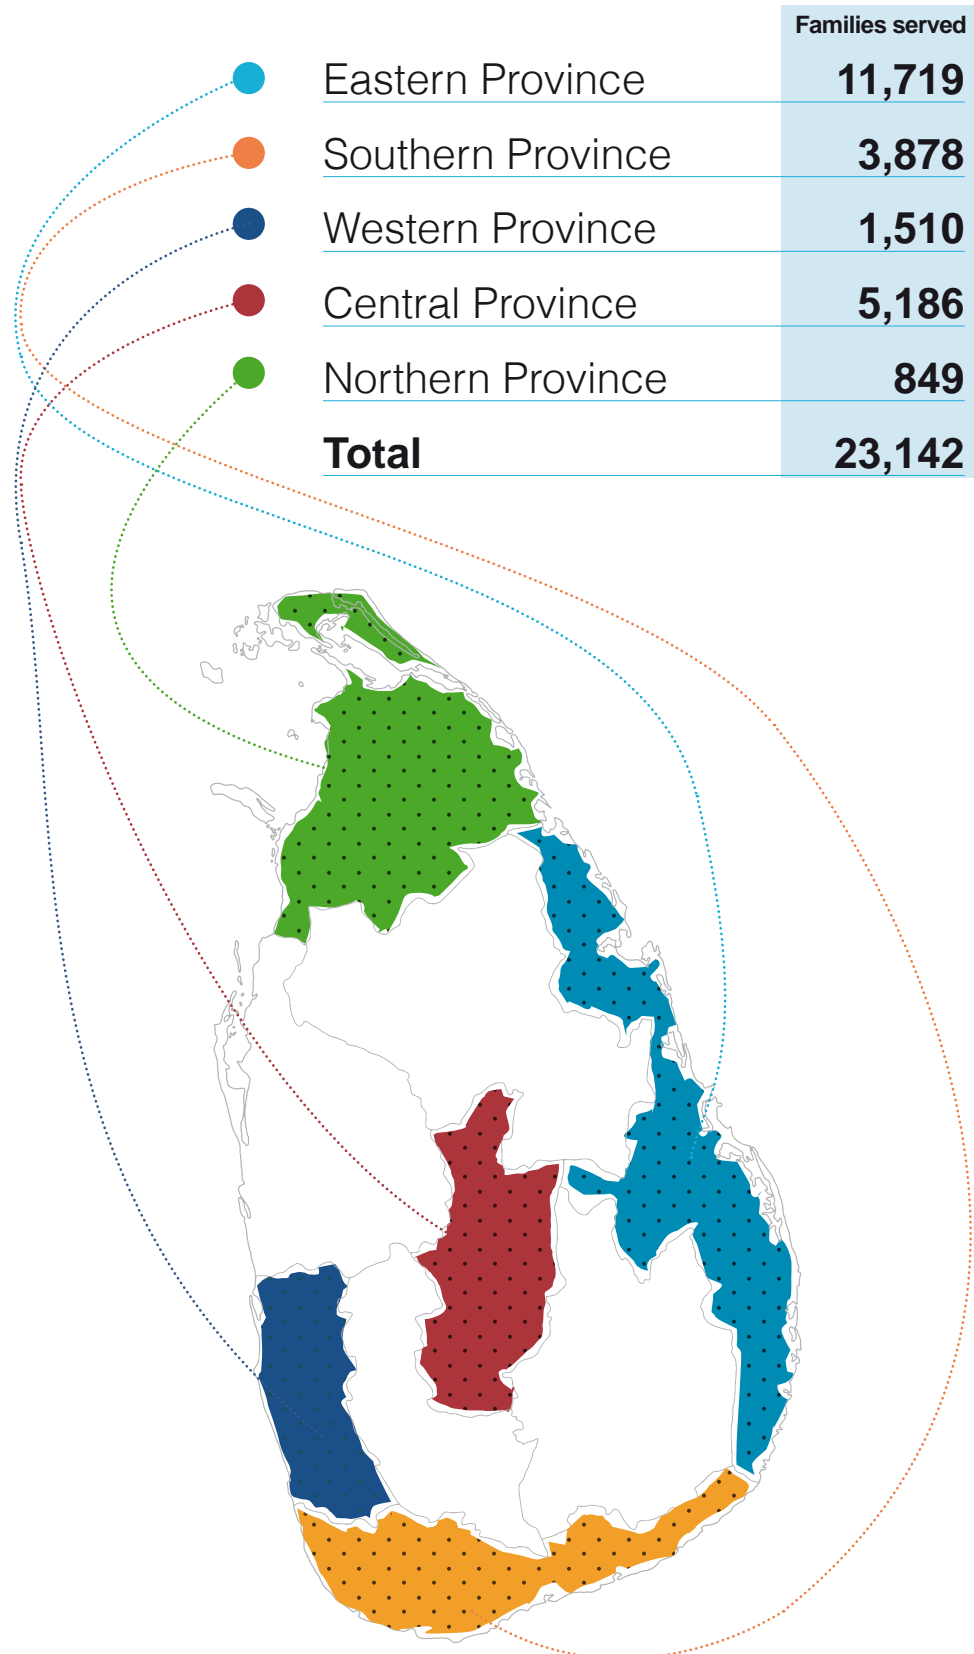 Families served
Eastern Province 11,719
Southern Province 3,878
Western Province 1,510
Central Province 5,186
Northern Province 849
Total 23,142